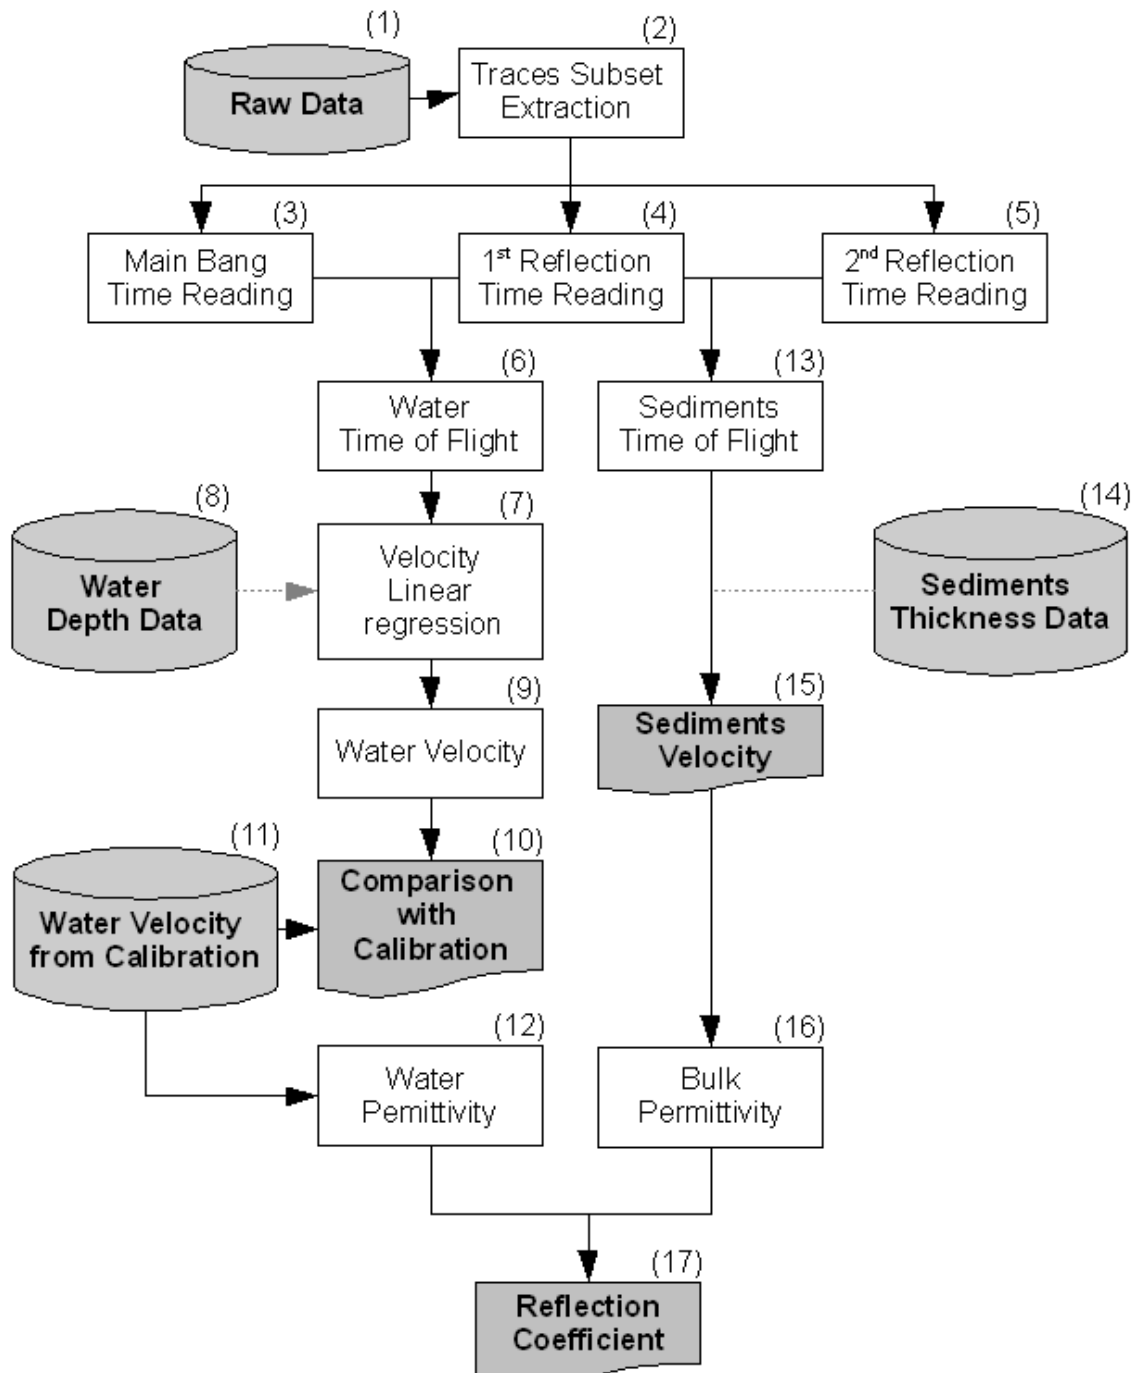 (1)
Raw Data
(2)
Traces Subset
Extraction
(3)
Main Bang
Time Reading
(4)
1st Reflection
Time Reading
(5)
2nd Reflection
Time Reading
(6)
Water
Time of Flight
(13)
Sediments
Time of Flight
(8)
Water
Depth Data
(7)
Velocity
Linear
regression
(14)
Sediments
Thickness Data
(9)
Water Velocity
(15)
Sediments
Velocity
(11)
Water Velocity
from Calibration
(10)
Comparison
with
Calibration
(12)
Water
Pemittivity
(16)
Bulk
Permittivity
(17)
Reflection
Coefficient